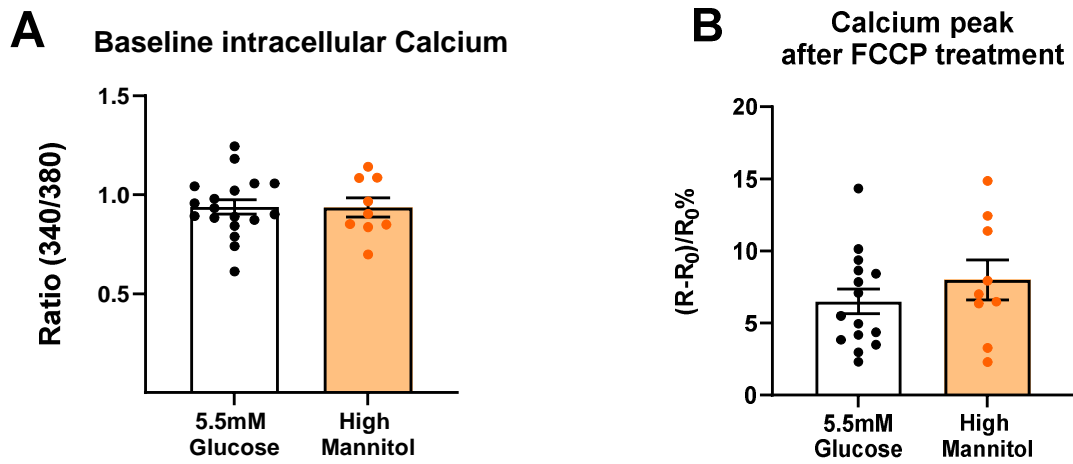 A
Baseline intracellular Calcium
Ratio (340/380)
1.5
1.0
0.5
5.5mM
Glucose
High
Mannitol
B
Calcium peak
after FCCP treatment
(R-R₀)/R₀%
20
15
10
5
0
5.5mM
Glucose
High
Mannitol